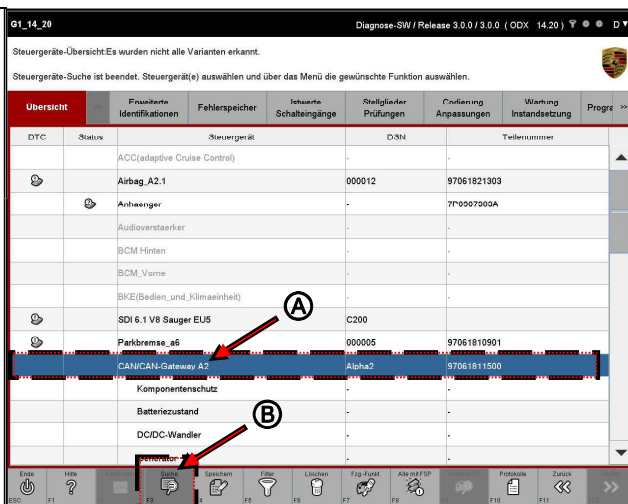 G1_14_20 Diagnose-SW / Release 3.0.0 / 3.0.0 ( ODX 14.20 ) D
Steuergeräte-Übersicht:Es wurden nicht alle Varianten erkannt.
Steuergeräte-Suche ist beendet. Steuergerät(e) auswählen und über das Menü die gewünschte Funktion auswählen.
Übersicht << Erweiterte Identifikationen Fehlerspeicher Istwerte Schalteingänge Stellglieder Prüfungen Codierung Anpassungen Wartung Instandsetzung Progra >>
DTC Status Steuergerät DSN Teilenummer
ACC(adaptive Cruise Control) - -
Airbag_A2.1 000012 97061821303
Anhaenger - 7P0907383A
Audioverstaerker - -
BCM Hinten - -
BCM_Vorne - -
BKE(Bedien_und_Klimaeinheit) - -
A
SDI 6.1 V8 Sauger EU5 C200
Parkbremse_a6 000005 97061810901
CAN/CAN-Gateway A2 Alpha2 97061811500
Komponentenschutz
Batteriezustand
B
DC/DC-Wandler
Generator
Ende Hilfe Suche Speichern Filter Löschen Fzg.-Funkt. Alle mit FSP Protokolle Zurück
ESC F1 F3 F4 F5 F6 F7 F8 F10 F11